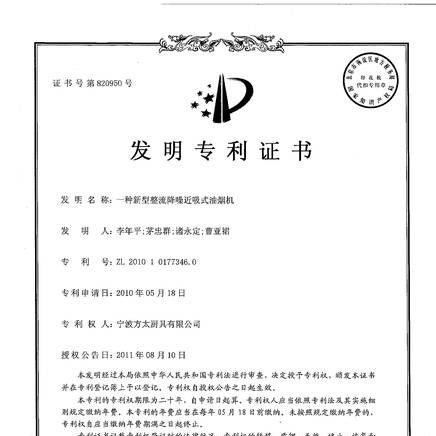 证书号第820950号
发明专利证书
发明名称：一种新型整流降噪近吸式油烟机
发明人：李年平;茅忠群;诸永定;曹亚裙
专利号：ZL 2010 1 0177346.0
专利申请日：2010年05月18日
专利权人：宁波方太厨具有限公司
授权公告日：2011年08月10日
本发明经过本局依照中华人民共和国专利法进行审查，决定授予专利权，颁发本证书
并在专利登记簿上予以登记。专利权自授权公告之日起生效。
本专利的专利权期限为二十年，自申请日起算。专利权人应当依照专利法及其实施细
则规定缴纳年费。本专利的年费应当在每年05月18日前缴纳。未按照规定缴纳年费的，
专利权自应当缴纳年费期满之日起终止。